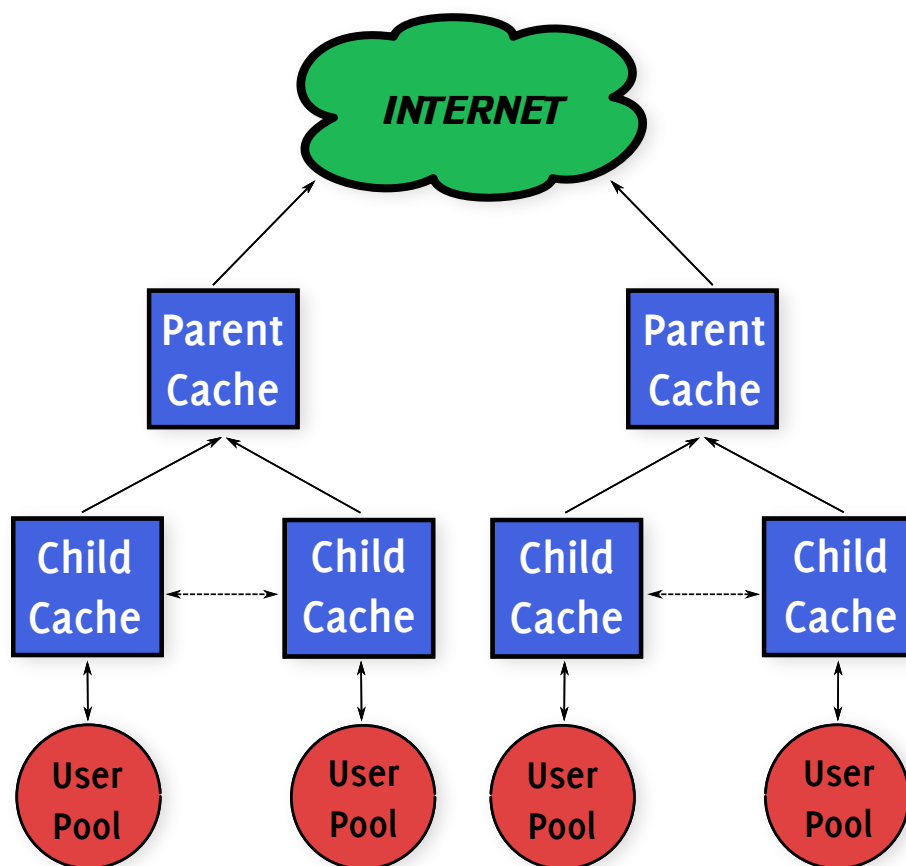 INTERNET
Parent
Cache
Parent
Cache
Child
Cache
Child
Cache
Child
Cache
Child
Cache
User
Pool
User
Pool
User
Pool
User
Pool